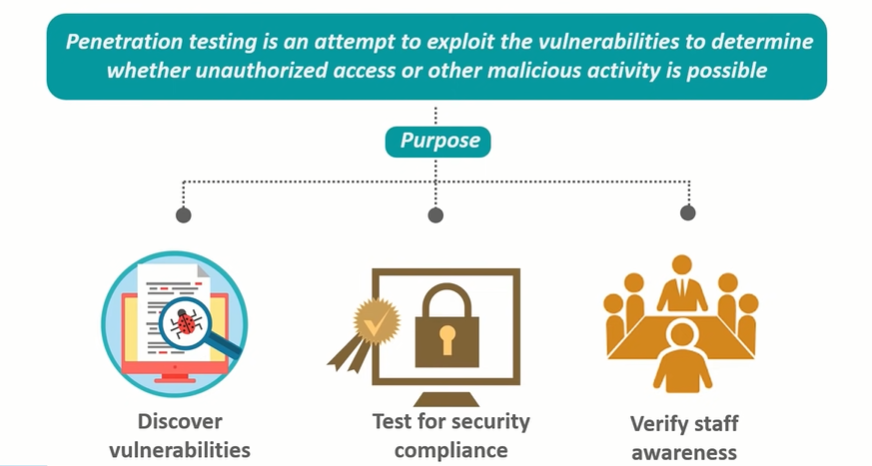 Penetration testing is an attempt to exploit the vulnerabilities to determine
whether unauthorized access or other malicious activity is possible
Purpose
Discover
vulnerabilities
Test for security
compliance
Verify staff
awareness